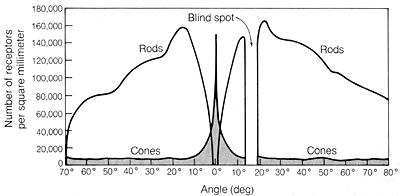 Number of receptors
per square millimeter
180,000
160,000
140,000
120,000
100,000
80,000
60,000
40,000
20,000
0
Blind spot
Rods
Rods
Cones
Cones
70° 60° 50° 40° 30° 20° 10° 0° 10° 20° 30° 40° 50° 60° 70° 80°
Angle (deg)